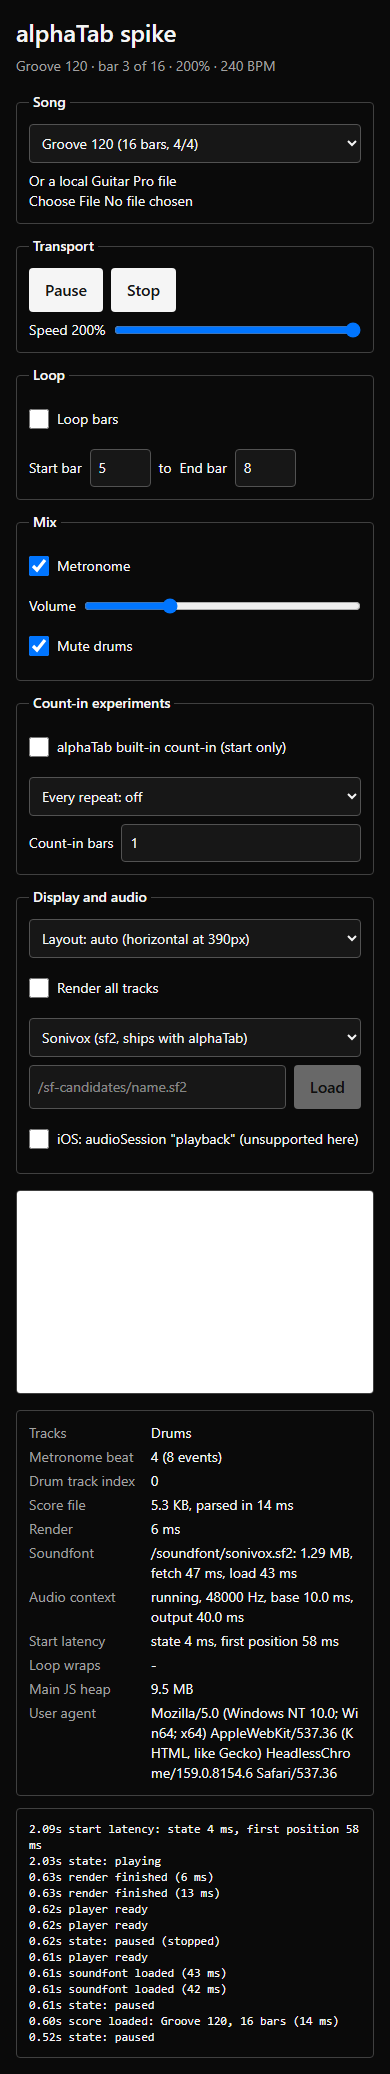 alphaTab spike
Groove 120 · bar 3 of 16 · 200% · 240 BPM
Song
Groove 120 (16 bars, 4/4)
Or a local Guitar Pro file
Choose File No file chosen
Transport
Pause Stop
Speed 200%
Loop
Loop bars
Start bar 5 to End bar 8
Mix
Metronome
Volume
Mute drums
Count-in experiments
alphaTab built-in count-in (start only)
Every repeat: off
Count-in bars 1
Display and audio
Layout: auto (horizontal at 390px)
Render all tracks
Sonivox (sf2, ships with alphaTab)
/sf-candidates/name.sf2 Load
iOS: audioSession "playback" (unsupported here)
Tracks Drums
Metronome beat 4 (8 events)
Drum track index 0
Score file 5.3 KB, parsed in 14 ms
Render 6 ms
Soundfont /soundfont/sonivox.sf2: 1.29 MB,
fetch 47 ms, load 43 ms
Audio context running, 48000 Hz, base 10.0 ms,
output 40.0 ms
Start latency state 4 ms, first position 58 ms
Loop wraps -
Main JS heap 9.5 MB
User agent Mozilla/5.0 (Windows NT 10.0; Wi
n64; x64) AppleWebKit/537.36 (K
HTML, like Gecko) HeadlessChro
me/159.0.8154.6 Safari/537.36
2.09s start latency: state 4 ms, first position 58
ms
2.03s state: playing
0.63s render finished (6 ms)
0.63s render finished (13 ms)
0.62s player ready
0.62s player ready
0.62s state: paused (stopped)
0.61s player ready
0.61s soundfont loaded (43 ms)
0.61s soundfont loaded (42 ms)
0.61s state: paused
0.60s score loaded: Groove 120, 16 bars (14 ms)
0.52s state: paused